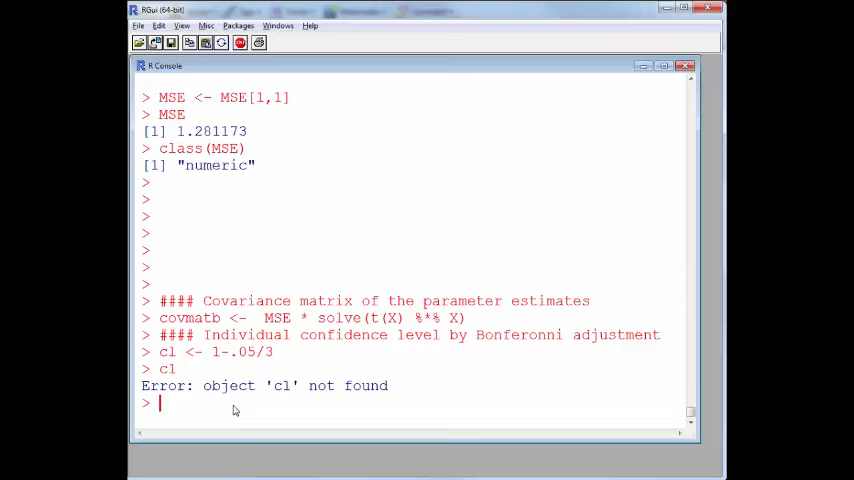 RGui (64-bit)
File Edit View Misc Packages Windows Help
STOP
R Console
> MSE <- MSE[1,1]
> MSE
[1] 1.281173
> class(MSE)
[1] "numeric"
>
>
>
>
>
>
>
> #### Covariance matrix of the parameter estimates
> covmatb <- MSE * solve(t(X) %*% X)
> #### Individual confidence level by Bonferonni adjustment
> cl <- 1-.05/3
> c1
Error: object 'c1' not found
>